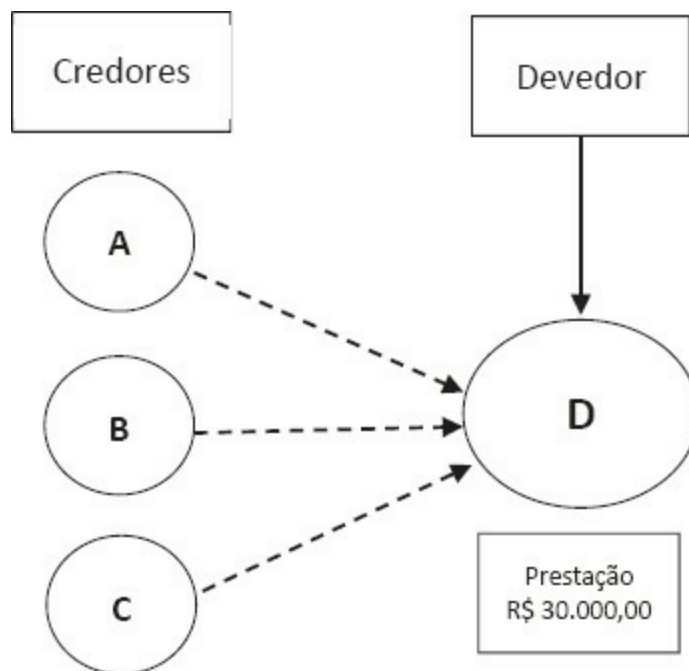 Credores
Devedor
A
B
D
C
Prestação
R$ 30.000,00